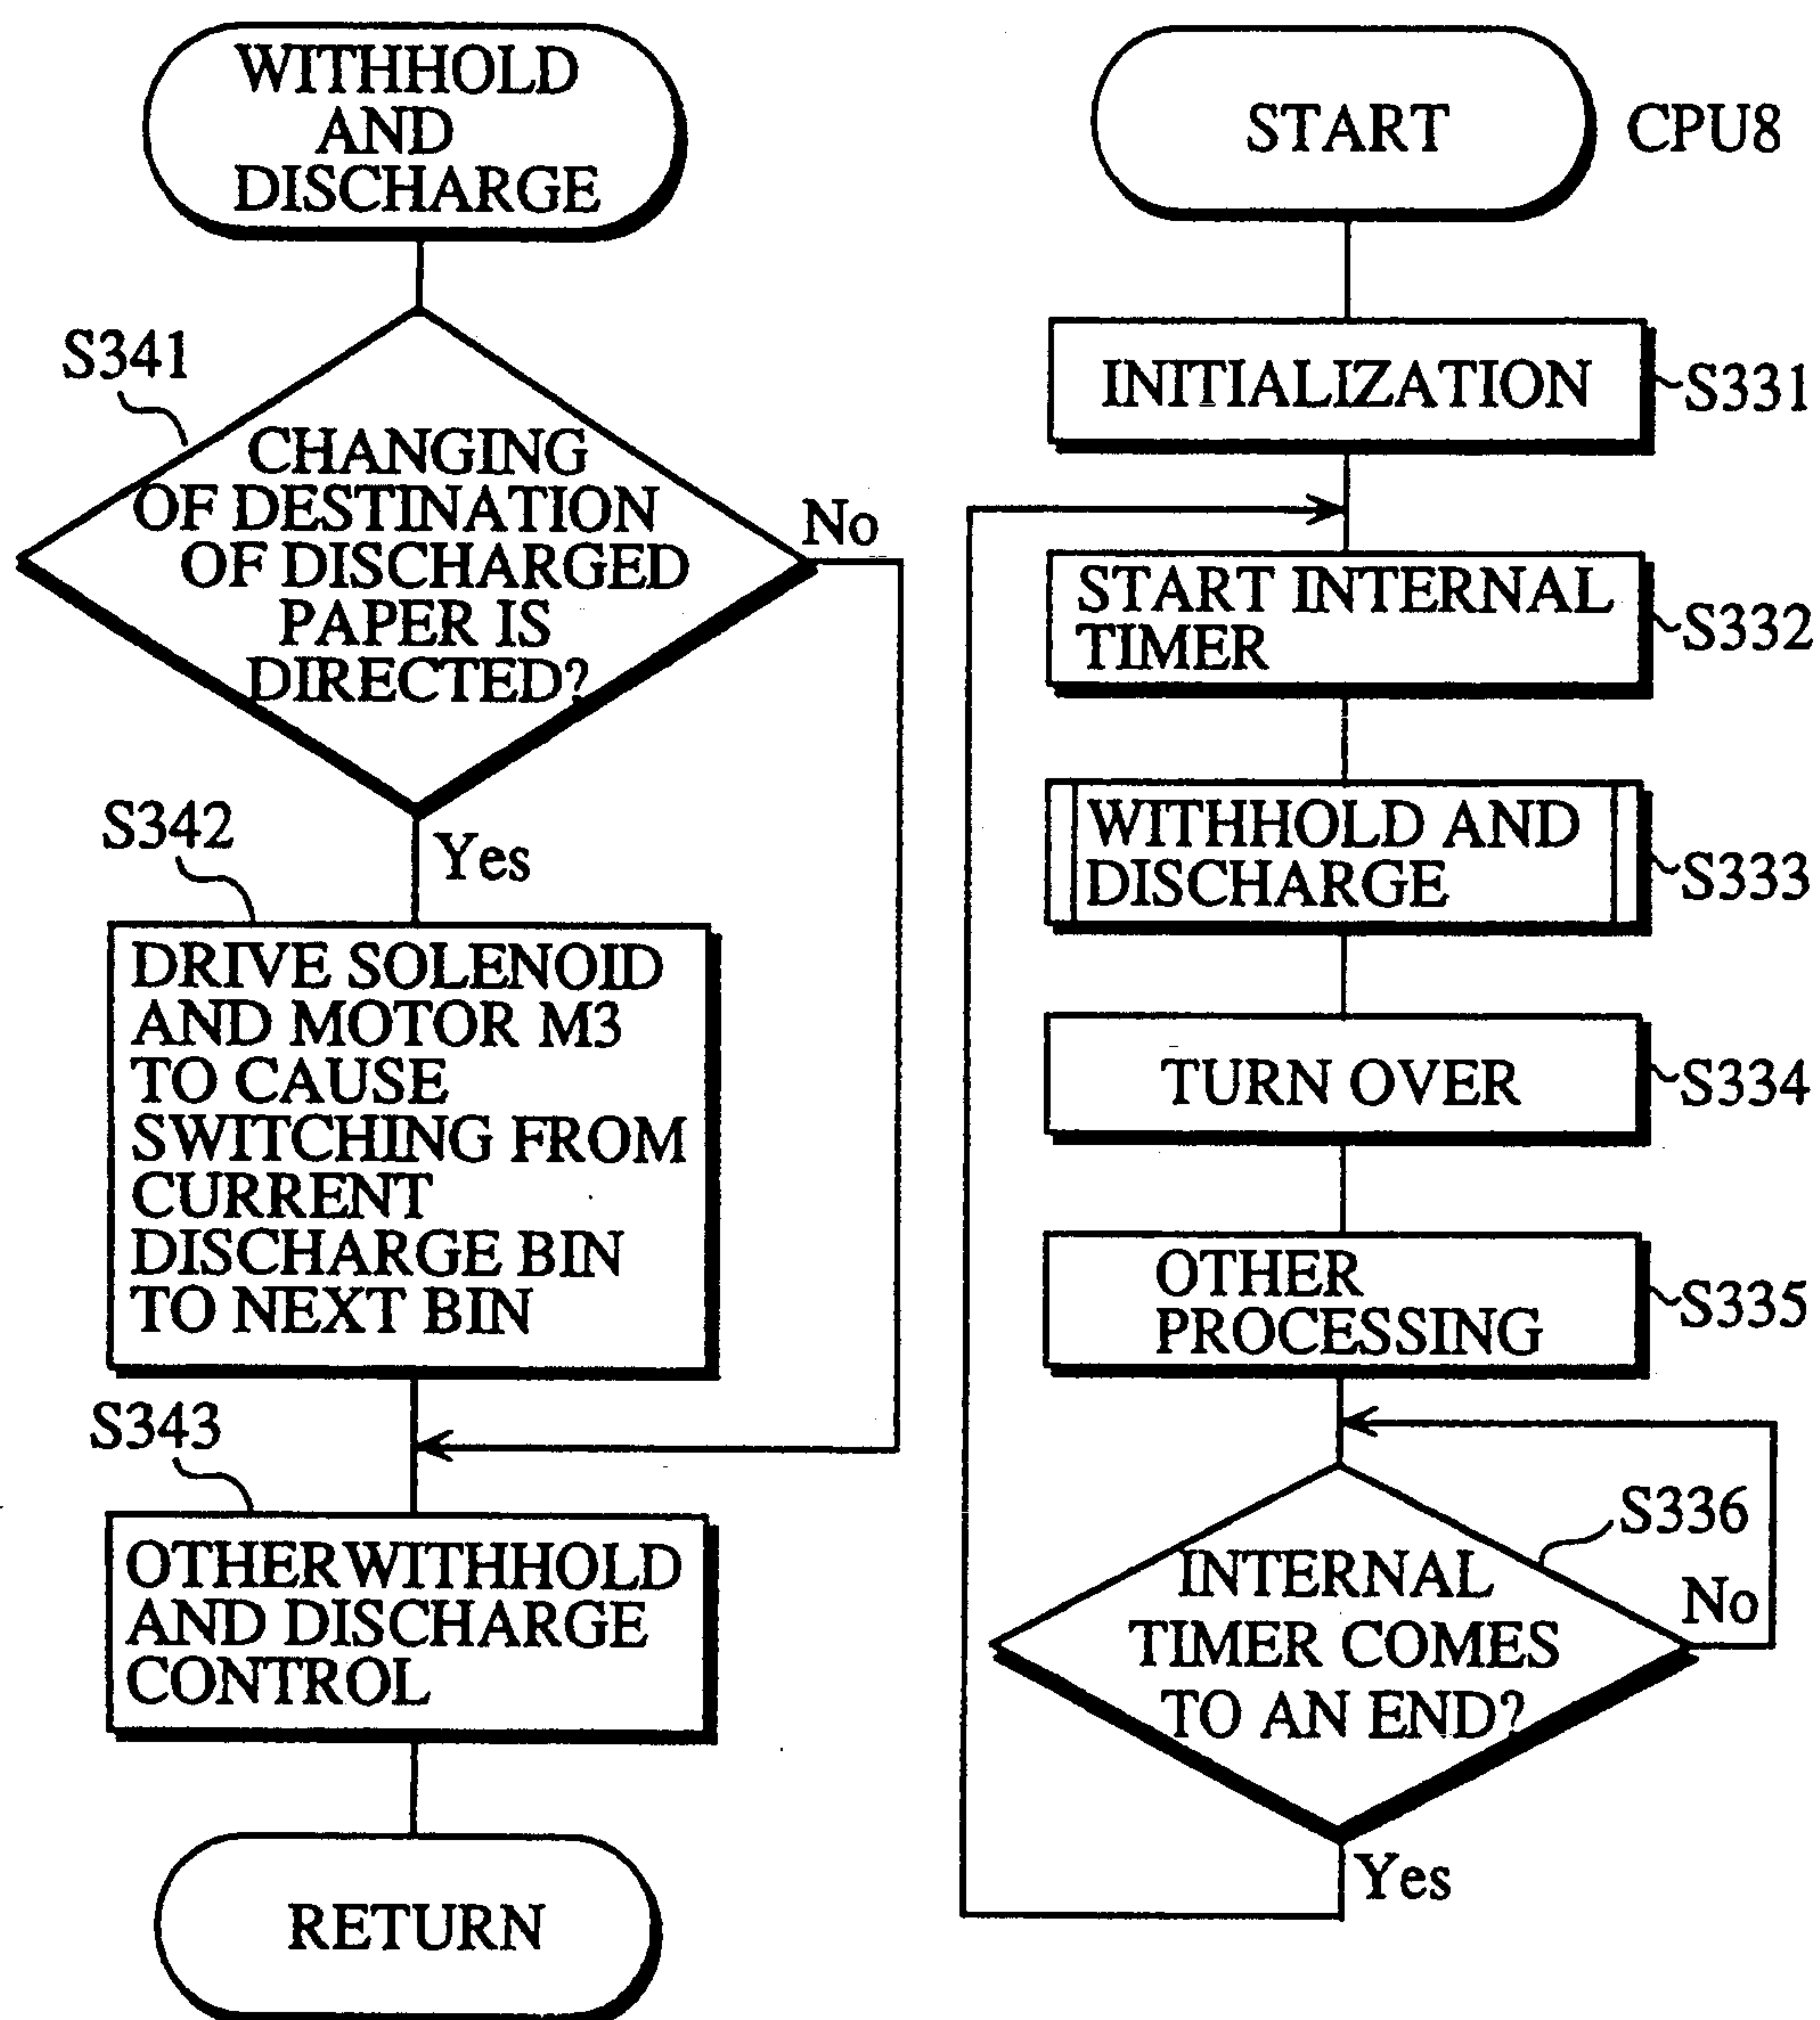 WITHHOLD
AND
DISCHARGE
S341
CHANGING
OF DESTINATION
OF DISCHARGED
PAPER IS
DIRECTED?
No
Yes
S342
DRIVE SOLENOID
AND MOTOR M3
TO CAUSE
SWITCHING FROM
CURRENT
DISCHARGE BIN
TO NEXT BIN
S343
OTHER WITHHOLD
AND DISCHARGE
CONTROL
RETURN
START
CPU8
INITIALIZATION
S331
START INTERNAL
TIMER
S332
WITHHOLD AND
DISCHARGE
S333
TURN OVER
S334
OTHER
PROCESSING
S335
S336
INTERNAL
TIMER COMES
TO AN END?
No
Yes